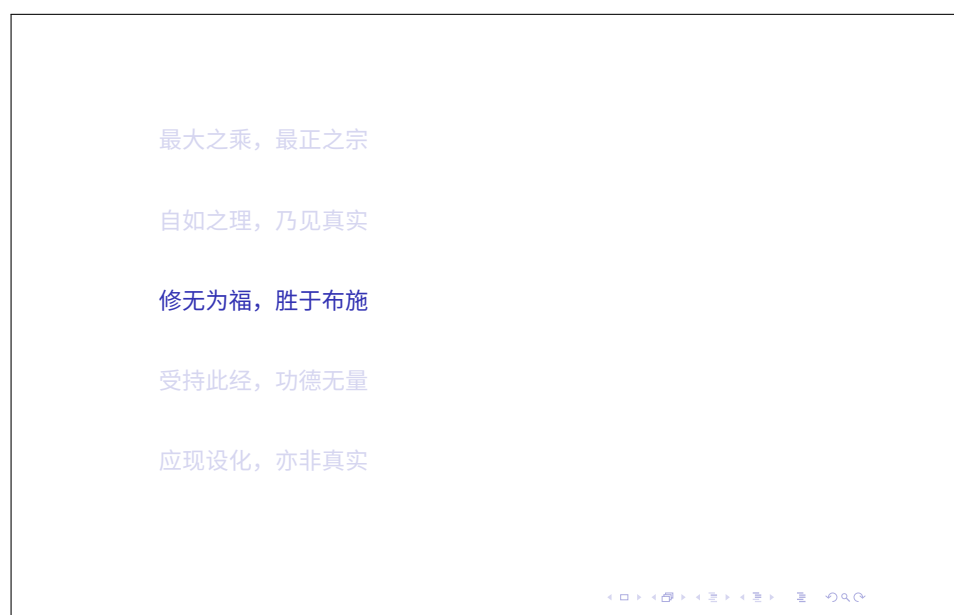 最大之乘，最正之宗
自如之理，乃见真实
修无为福，胜于布施
受持此经，功德无量
应现设化，亦非真实